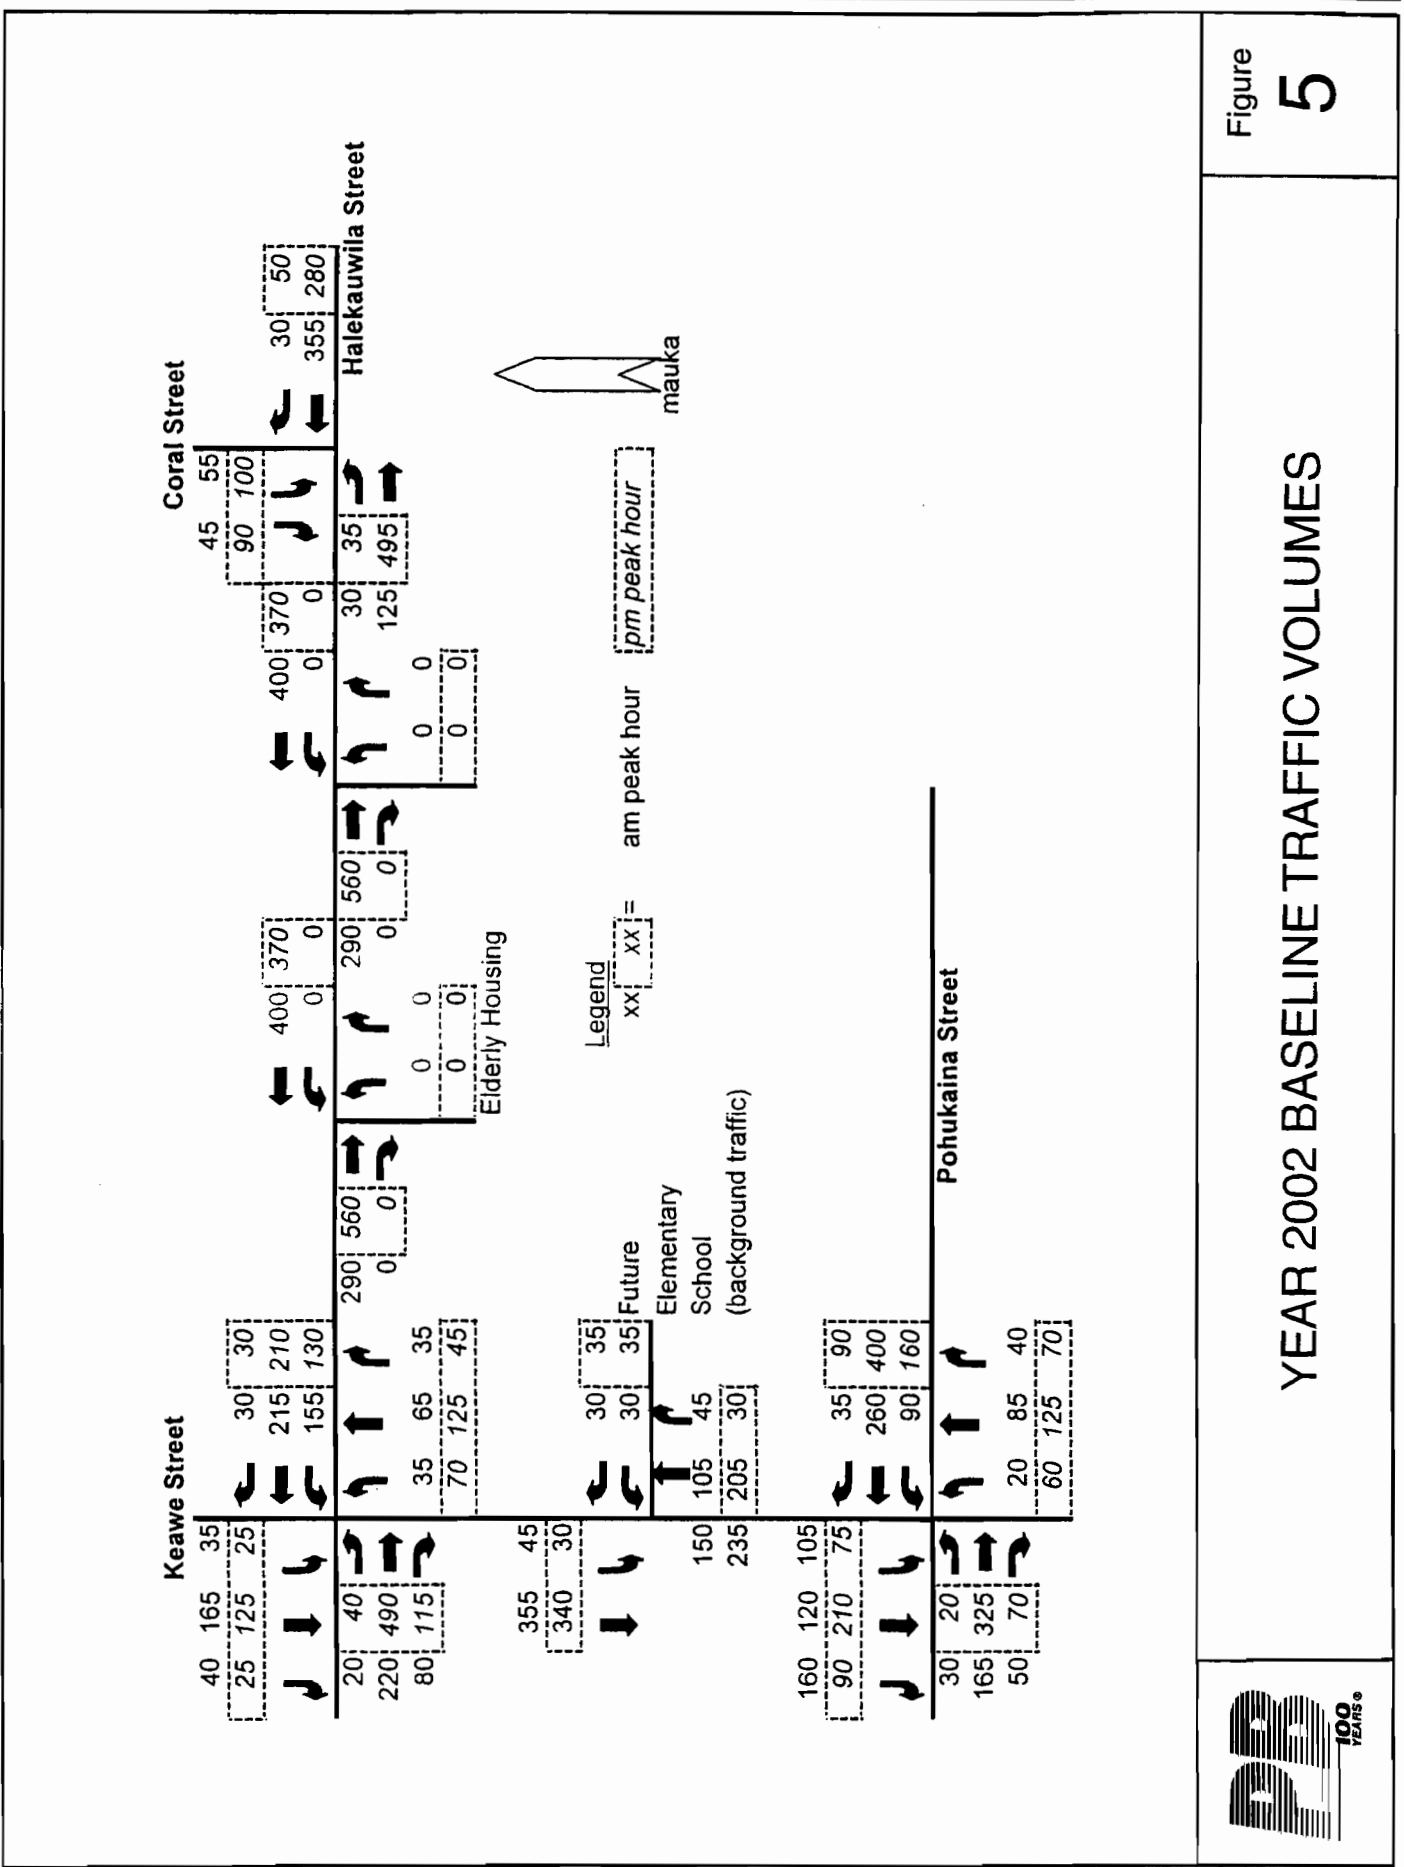 Keawe Street
Coral Street
40 165 35
25 125 25
30 30
215 210
155 130
20 40
220 490
80 115
35 65 35
70 125 45
290 560
0 0
400 370
0 0
0 0
0 0
Elderly Housing
290 560
0 0
400 370
0 0
0 0
0 0
45 55
90 100
30 35
125 495
30 50
355 280
Halekauwila Street
355 45
340 30
30 35
30 35
Future
Elementary
School
(background traffic)
105 45
205 30
150
235
Legend
xx xx = am peak hour pm peak hour
mauka
160 120 105
90 210 75
35 90
260 400
90 160
30 20
165 325
50 70
20 85 40
60 125 70
Pohukaina Street
PB
100
YEARS®
YEAR 2002 BASELINE TRAFFIC VOLUMES
Figure
5